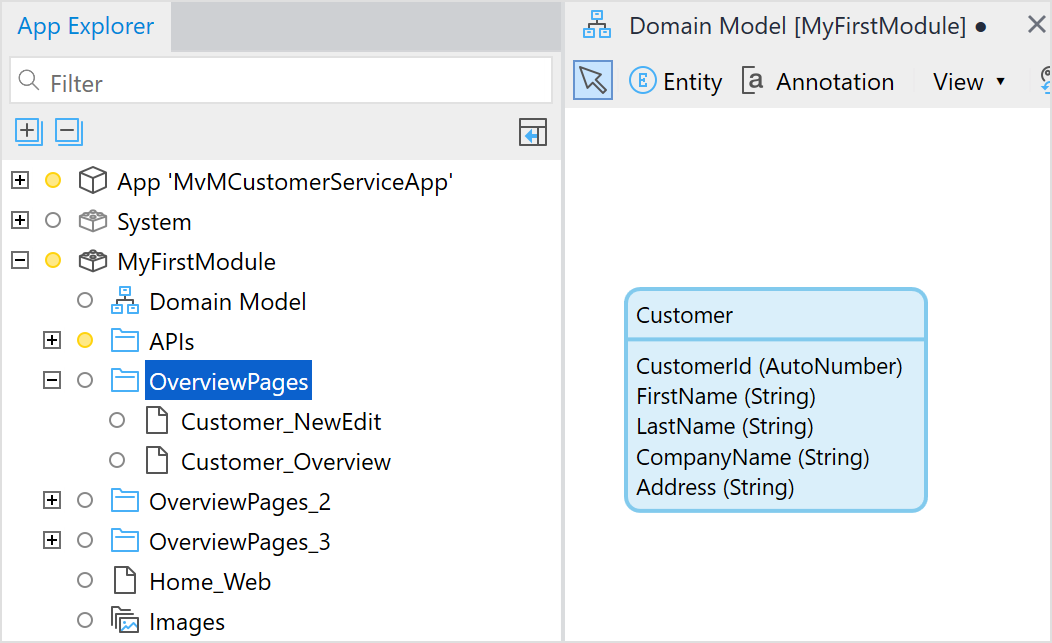 App Explorer
Filter
App 'MvMCustomerServiceApp'
System
MyFirstModule
Domain Model
APIs
OverviewPages
Customer_NewEdit
Customer_Overview
OverviewPages_2
OverviewPages_3
Home_Web
Images
Domain Model [MyFirstModule]
E Entity a Annotation View
Customer
CustomerId (AutoNumber)
FirstName (String)
LastName (String)
CompanyName (String)
Address (String)